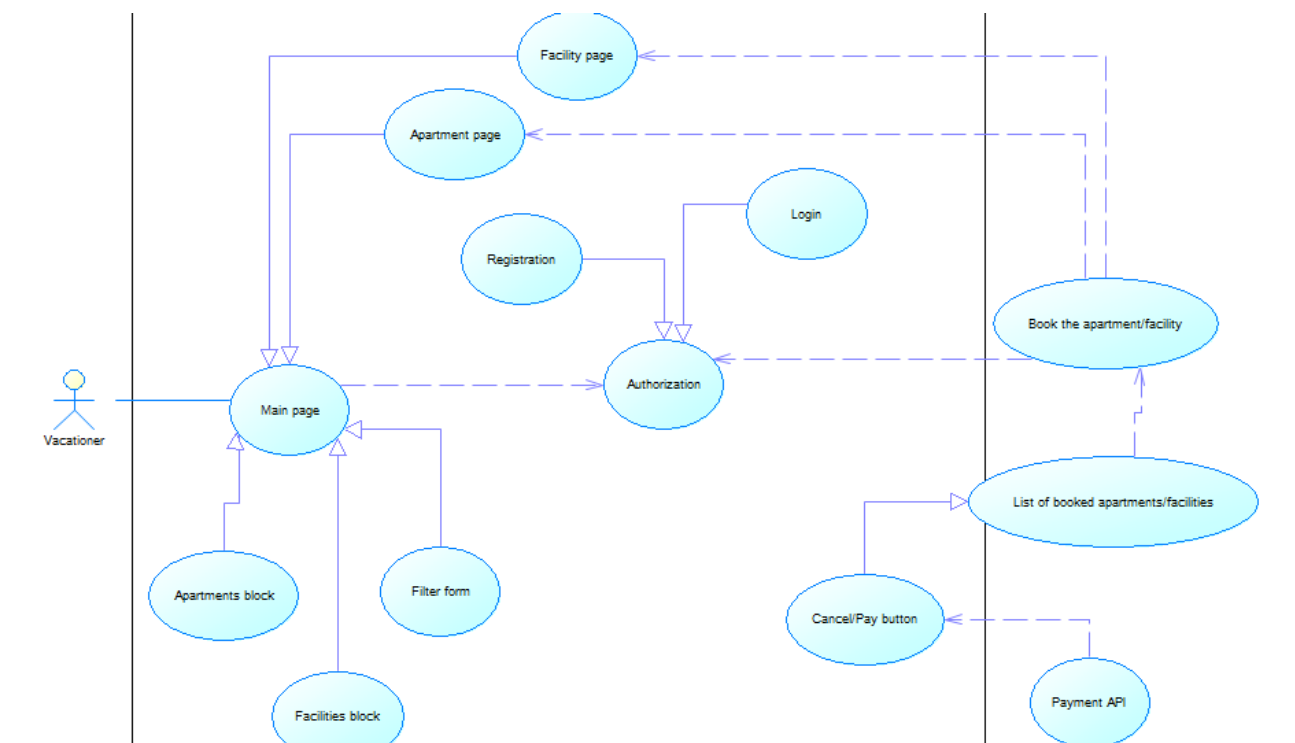 Facility page
Apartment page
Login
Registration
Book the apartment/facility
Authorization
Main page
Vacationer
List of booked apartments/facilities
Apartments block
Filter form
Cancel/Pay button
Payment API
Facilities block